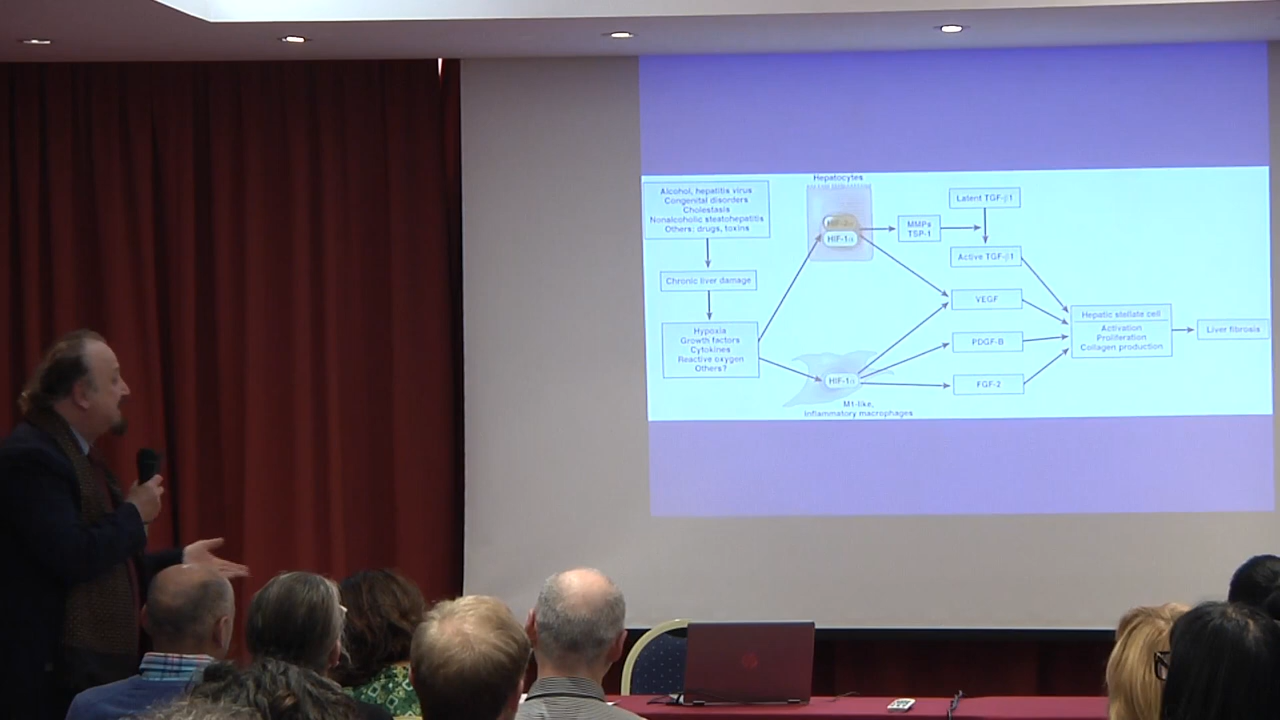 Alcohol, hepatitis virus
Congenital disorders
Cholestasis
Nonalcoholic steatohepatitis
Others: drugs, toxins
Chronic liver damage
Hypoxia
Growth factors
Cytokines
Reactive oxygen
Others?
Hepatocytes
HIF-2α
HIF-1α
MMPs
TSP-1
Latent TGF-β1
Active TGF-β1
VEGF
PDGF-B
FGF-2
HIF-1α
M1-like,
inflammatory macrophages
Hepatic stellate cell
Activation
Proliferation
Collagen production
Liver fibrosis